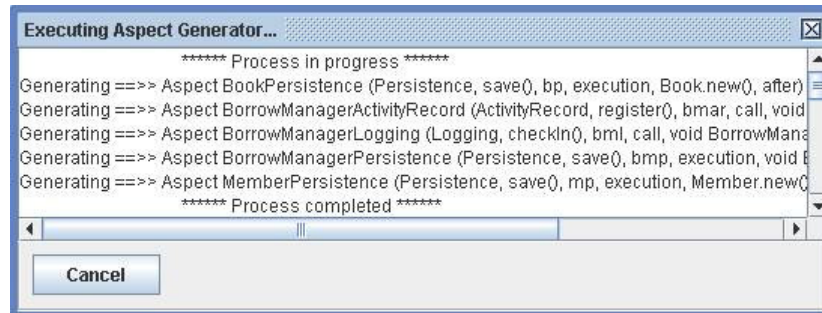 Executing Aspect Generator...
****** Process in progress ******
Generating ==>> Aspect BookPersistence (Persistence, save(), bp, execution, Book.new(), after)
Generating ==>> Aspect BorrowManagerActivityRecord (ActivityRecord, register(), bmar, call, void
Generating ==>> Aspect BorrowManagerLogging (Logging, checkIn(), bml, call, void BorrowMana
Generating ==>> Aspect BorrowManagerPersistence (Persistence, save(), bmp, execution, void
Generating ==>> Aspect MemberPersistence (Persistence, save(), mp, execution, Member.new()
****** Process completed ******
Cancel